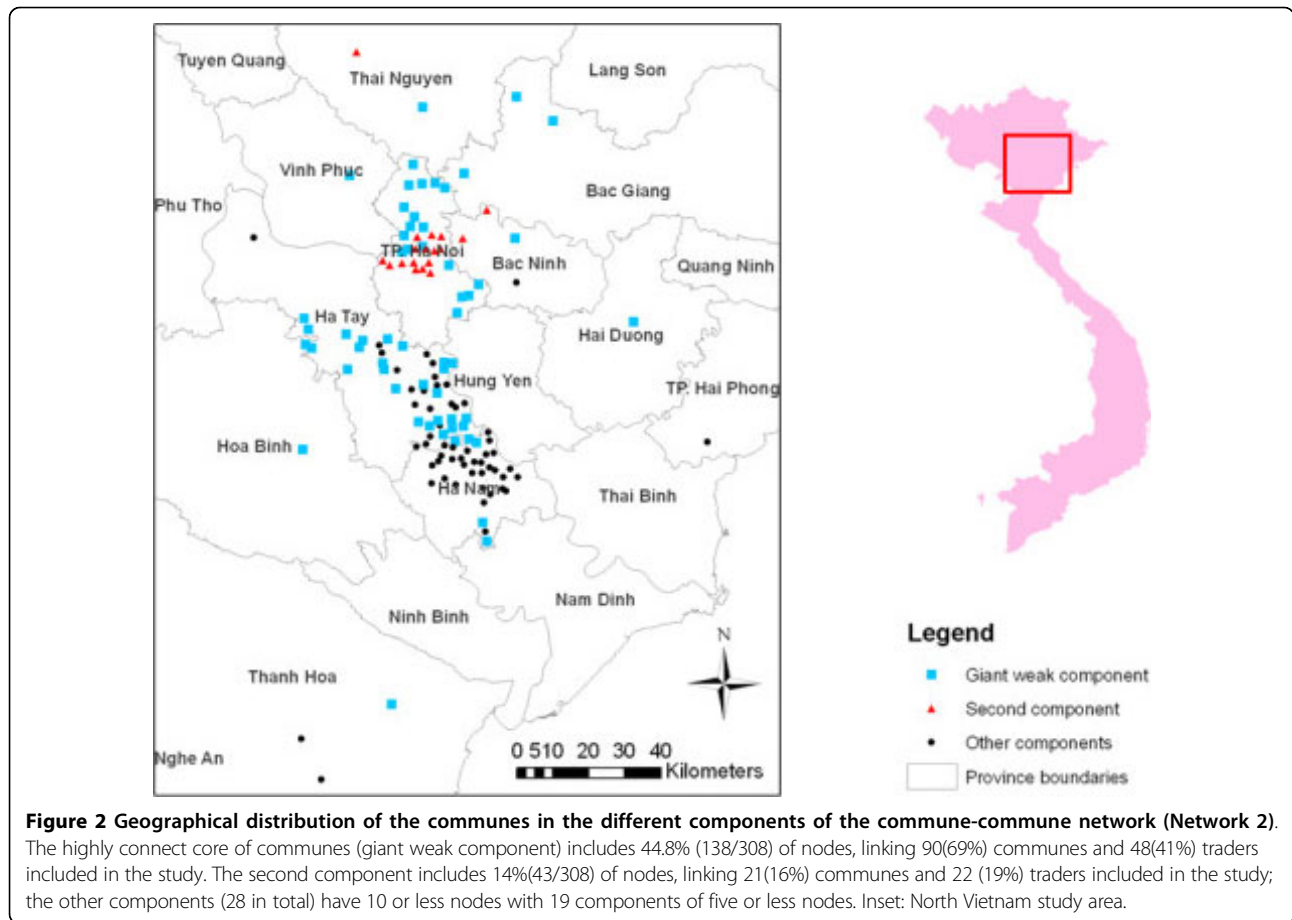 Tuyen Quang
Thai Nguyen
Lang Son
Vinh Phuc
Bac Giang
Phu Tho
TP. Ha Noi
Bac Ninh
Quang Ninh
Ha Tay
Hai Duong
Hung Yen
TP. Hai Phong
Hoa Binh
Ha Nam
Thai Binh
Nam Dinh
Ninh Binh
Thanh Hoa
Nghe An
N
0 510 20 30 40
Kilometers
Legend
Giant weak component
Second component
Other components
Province boundaries
Figure 2 Geographical distribution of the communes in the different components of the commune-commune network (Network 2).
The highly connect core of communes (giant weak component) includes 44.8% (138/308) of nodes, linking 90(69%) communes and 48(41%) traders
included in the study. The second component includes 14%(43/308) of nodes, linking 21(16%) communes and 22 (19%) traders included in the study;
the other components (28 in total) have 10 or less nodes with 19 components of five or less nodes. Inset: North Vietnam study area.